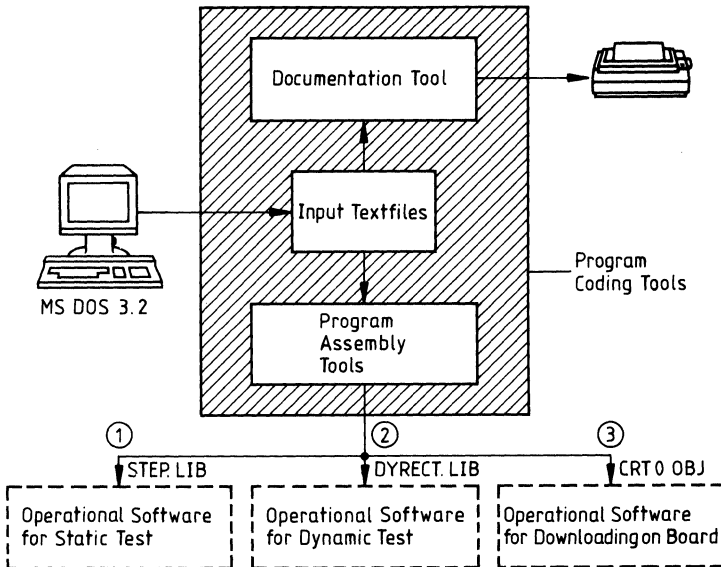 Documentation Tool
Input Textfiles
MS DOS 3.2
Program
Coding Tools
Program
Assembly
Tools
1
2
3
STEP. LIB
DYRECT. LIB
CRT0 OBJ
Operational Software
for Static Test
Operational Software
for Dynamic Test
Operational Software
for Downloading on Board